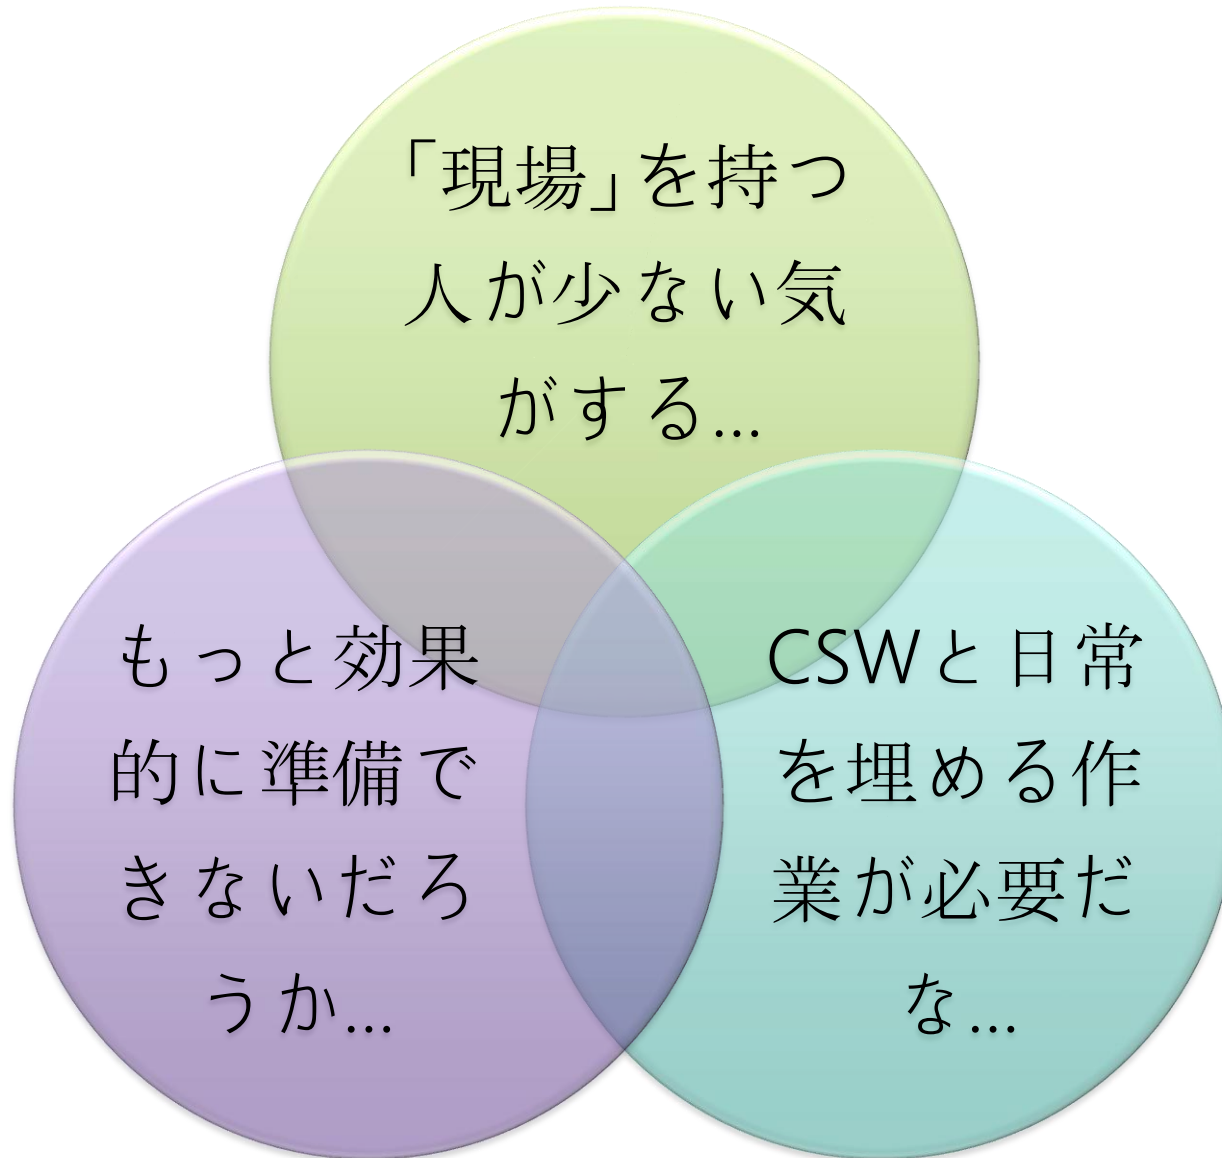 「現場」を持つ
人が少ない気
がする...
もっと効果
的に準備で
きないだろ
うか...
CSWと日常
を埋める作
業が必要だ
な...